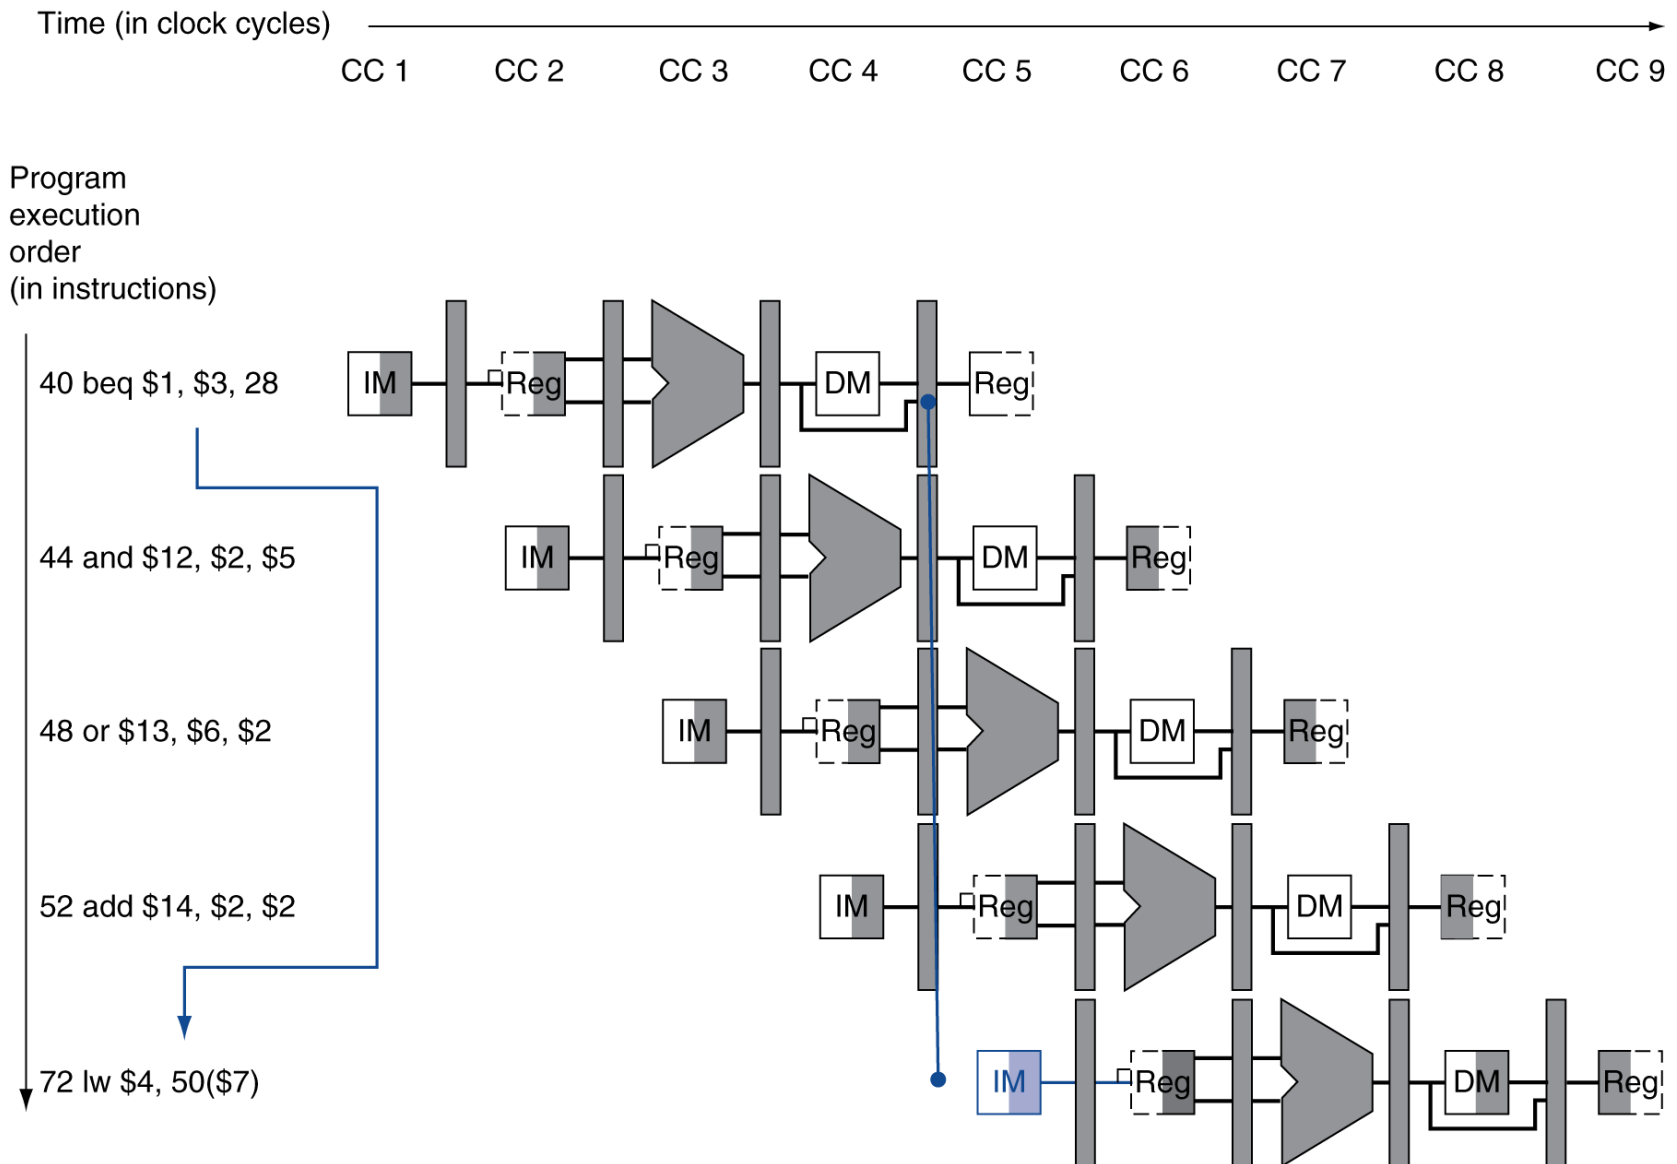 Time (in clock cycles)
CC 1 CC 2 CC 3 CC 4 CC 5 CC 6 CC 7 CC 8 CC 9
Program
execution
order
(in instructions)
40 beq $1, $3, 28 IM Reg DM Reg
44 and $12, $2, $5 IM Reg DM Reg
48 or $13, $6, $2 IM Reg DM Reg
52 add $14, $2, $2 IM Reg DM Reg
72 lw $4, 50($7) IM Reg DM Reg